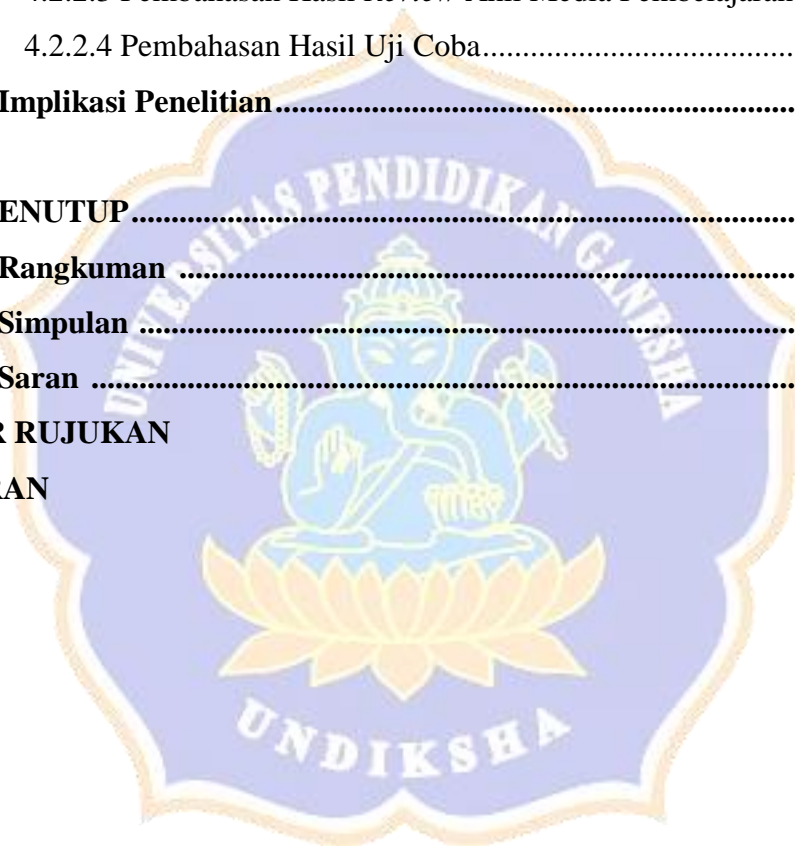 4.2.2.4 Pembahasan Hasil Uji Coba........................................
Implikasi Penelitian...................................................................
ENUTUP.....................................................................................
Rangkuman ...............................................................................
Simpulan ....................................................................................
Saran ..........................................................................................
R RUJUKAN
RAN
UNIVERSITAS PENDIDIKAN GANESHA
UNDIKSHA